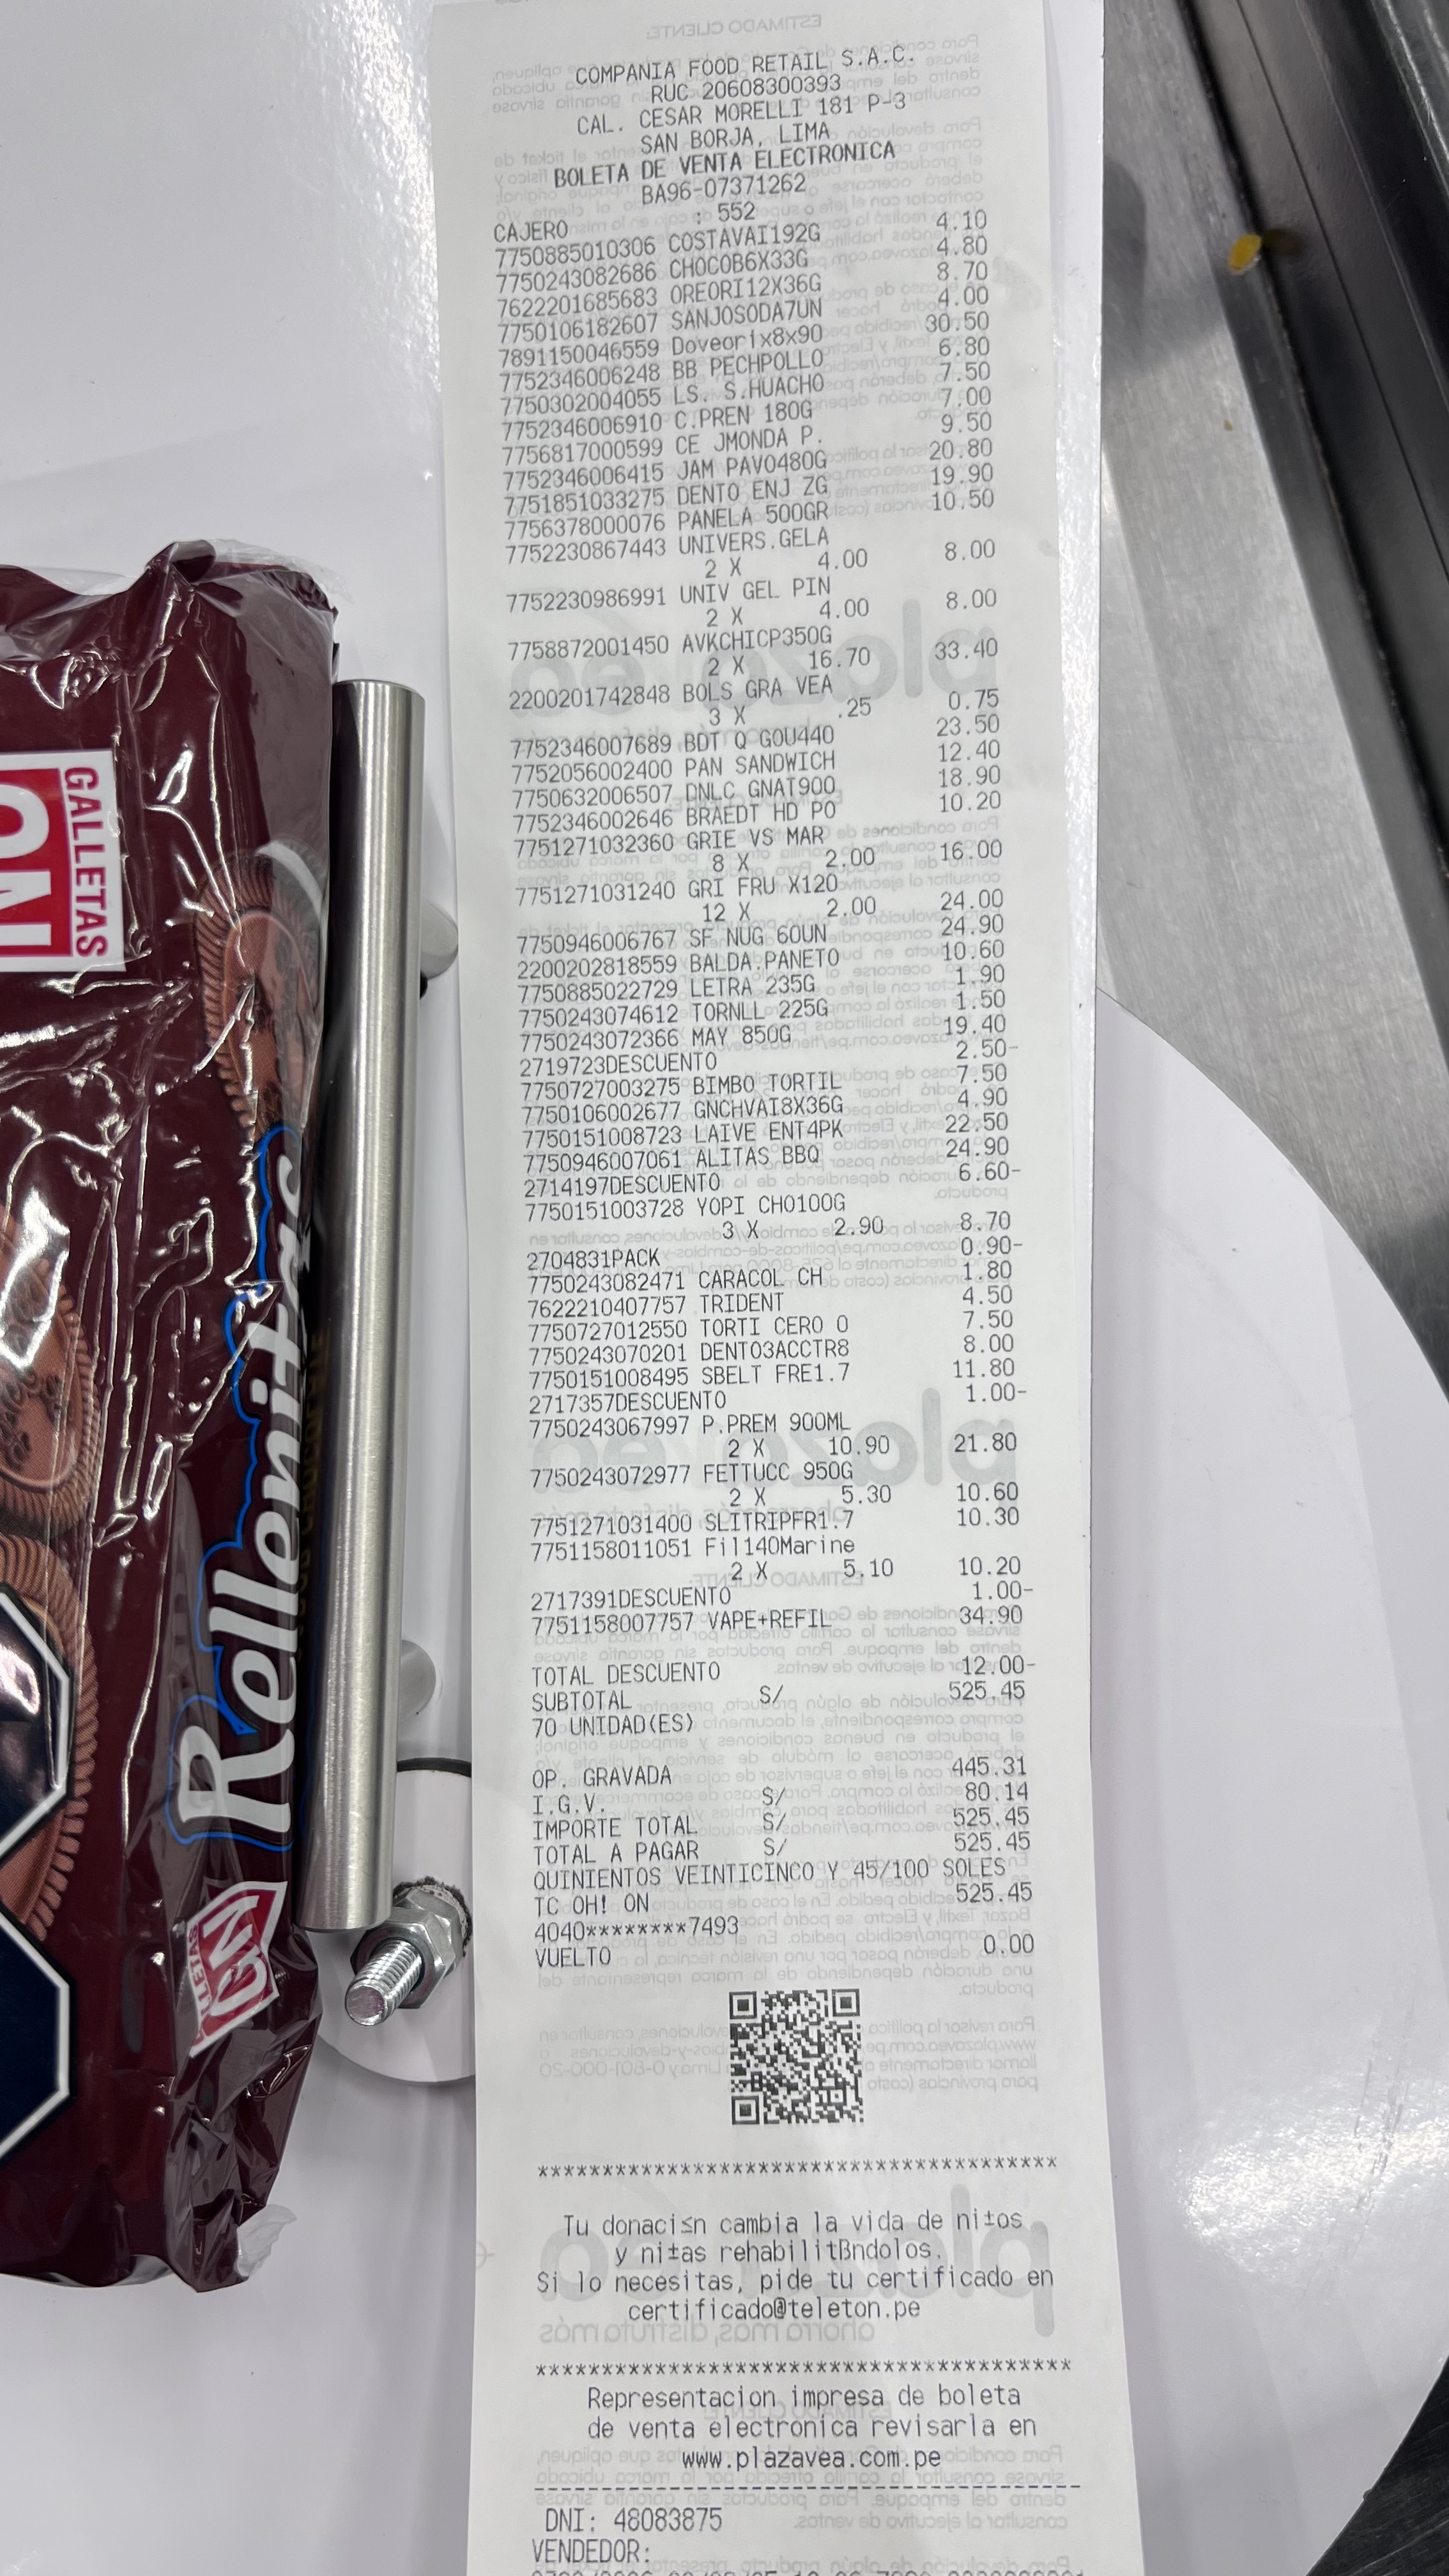 COMPANIA FOOD RETAIL S.A.C.
RUC 20608300393
CAL. CESAR MORELLI 181 P-3
SAN BORJA, LIMA
BOLETA DE VENTA ELECTRONICA
BA96-07371262
CAJERO : 552
7750885010306 COSTAVAI192G 4.10
7750243082686 CHOCOB6X33G 4.80
7622201685683 OREORI12X36G 8.70
7750106182607 SANJOSODA7UN 4.00
7891150046559 Doveorix8x90 30.50
7752346006248 BB PECHPOLLO 6.80
7750302004055 LS. S.HUACHO 7.50
7752346006910 C.PREN 180G 7.00
7756817000599 CE JMONDA P. 9.50
7752346006415 JAM PAVO480G 20.80
7751851033275 DENTO ENJ ZG 19.90
7756378000076 PANELA 500GR 10.50
7752230867443 UNIVERS.GELA
2 X 4.00 8.00
7752230986991 UNIV GEL PIN
2 X 4.00 8.00
7758872001450 AVKCHICP350G
2 X 16.70 33.40
2200201742848 BOLS GRA VEA
3 X .25 0.75
7752346007689 BDT Q GOU440 23.50
7752056002400 PAN SANDWICH 12.40
7750632006507 DNLC GNAT900 18.90
7752346002646 BRAEDT HD PO 10.20
7751271032360 GRIE VS MAR
8 X 2.00 16.00
7751271031240 GRI FRU X120
12 X 2.00 24.00
7750946006767 SF NUG 60UN 24.90
2200202818559 BALDA.PANETO 10.60
7750885022729 LETRA 235G 1.90
7750243074612 TORNLL 225G 1.50
7750243072366 MAY 850G 19.40
2719723DESCUENTO 2.50-
7750727003275 BIMBO TORTIL 7.50
7750106002677 GNCHVAI8X36G 4.90
7750151008723 LAIVE ENT4PK 22.50
7750946007061 ALITAS BBQ 24.90
2714197DESCUENTO 6.60-
7750151003728 YOPI CHO100G
3 X 2.90 8.70
2704831PACK 0.90-
7750243082471 CARACOL CH 1.80
7622210407757 TRIDENT 4.50
7750727012550 TORTI CERO 0 7.50
7750243070201 DENTO3ACCTR8 8.00
7750151008495 SBELT FRE1.7 11.80
2717357DESCUENTO 1.00-
7750243067997 P.PREM 900ML
2 X 10.90 21.80
7750243072977 FETTUCC 950G
2 X 5.30 10.60
7751271031400 SLITRIPFR1.7 10.30
7751158011051 Fil140Marine
2 X 5.10 10.20
2717391DESCUENTO 1.00-
7751158007757 VAPE+REFIL 34.90
TOTAL DESCUENTO 12.00-
SUBTOTAL S/ 525.45
70 UNIDAD(ES)
OP. GRAVADA 445.31
I.G.V. S/ 80.14
IMPORTE TOTAL S/ 525.45
TOTAL A PAGAR S/ 525.45
QUINIENTOS VEINTICINCO Y 45/100 SOLES
TC OH! ON 525.45
4040********7493
VUELTO 0.00
****************************************
Tu donaci≤n cambia la vida de ni±os
y ni±as rehabilitßndolos.
Si lo necesitas, pide tu certificado en
certificado@teleton.pe
****************************************
Representacion impresa de boleta
de venta electronica revisarla en
www.plazavea.com.pe
----------------------------------------
DNI: 48083875
VENDEDOR:
GALLETAS
Rellenitas
GN